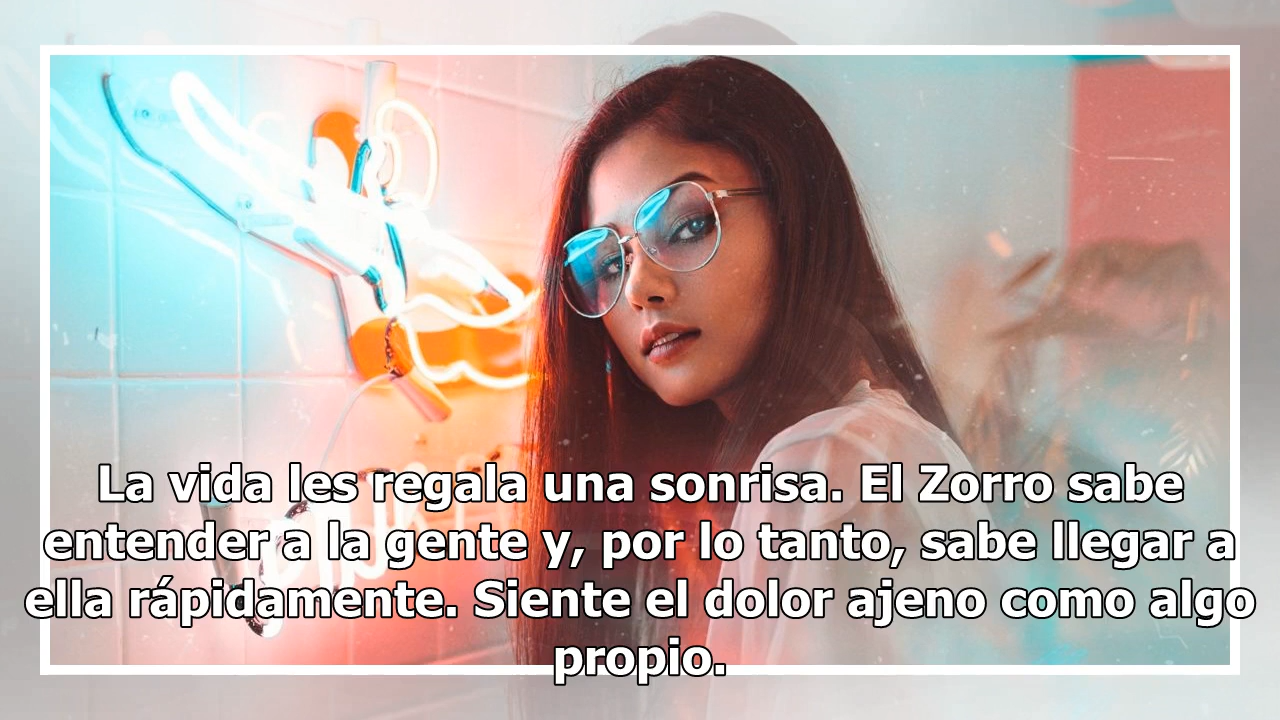 La vida les regala una sonrisa. El Zorro sabe
entender a la gente y, por lo tanto, sabe llegar a
ella rápidamente. Siente el dolor ajeno como algo
propio.